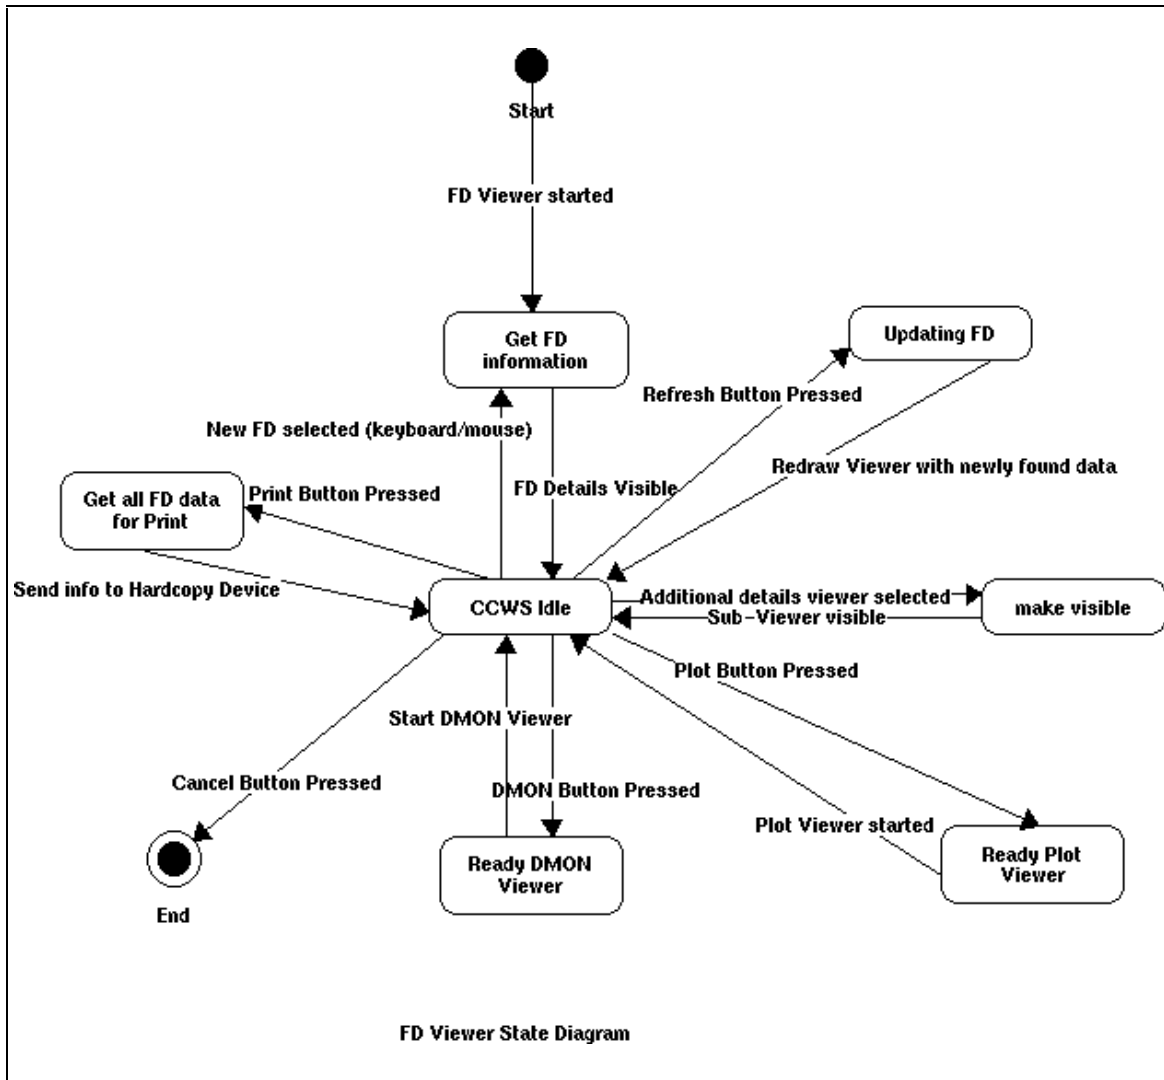 Start
FD Viewer started
Get FD
information
Updating FD
Refresh Button Pressed
New FD selected (keyboard/mouse)
Redraw Viewer with newly found data
Get all FD data
for Print
Print Button Pressed
FD Details Visible
Send info to Hardcopy Device
CCWS Idle
Additional details viewer selected
Sub-Viewer visible
make visible
Plot Button Pressed
Start DMON Viewer
Cancel Button Pressed
DMON Button Pressed
Plot Viewer started
Ready DMON
Viewer
Ready Plot
Viewer
End
FD Viewer State Diagram